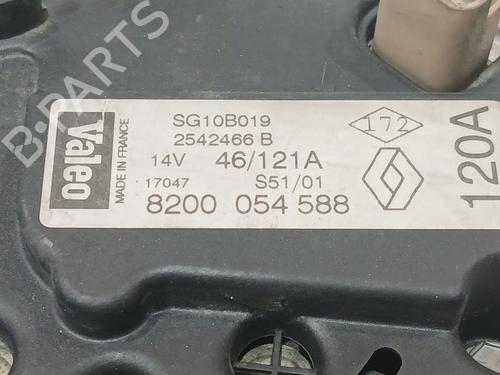 B-PARTS
Valeo
MADE IN FRANCE
SG10B019
2542466 B
14V 46/121A
17047 S51/01
8200 054 588
172
120A